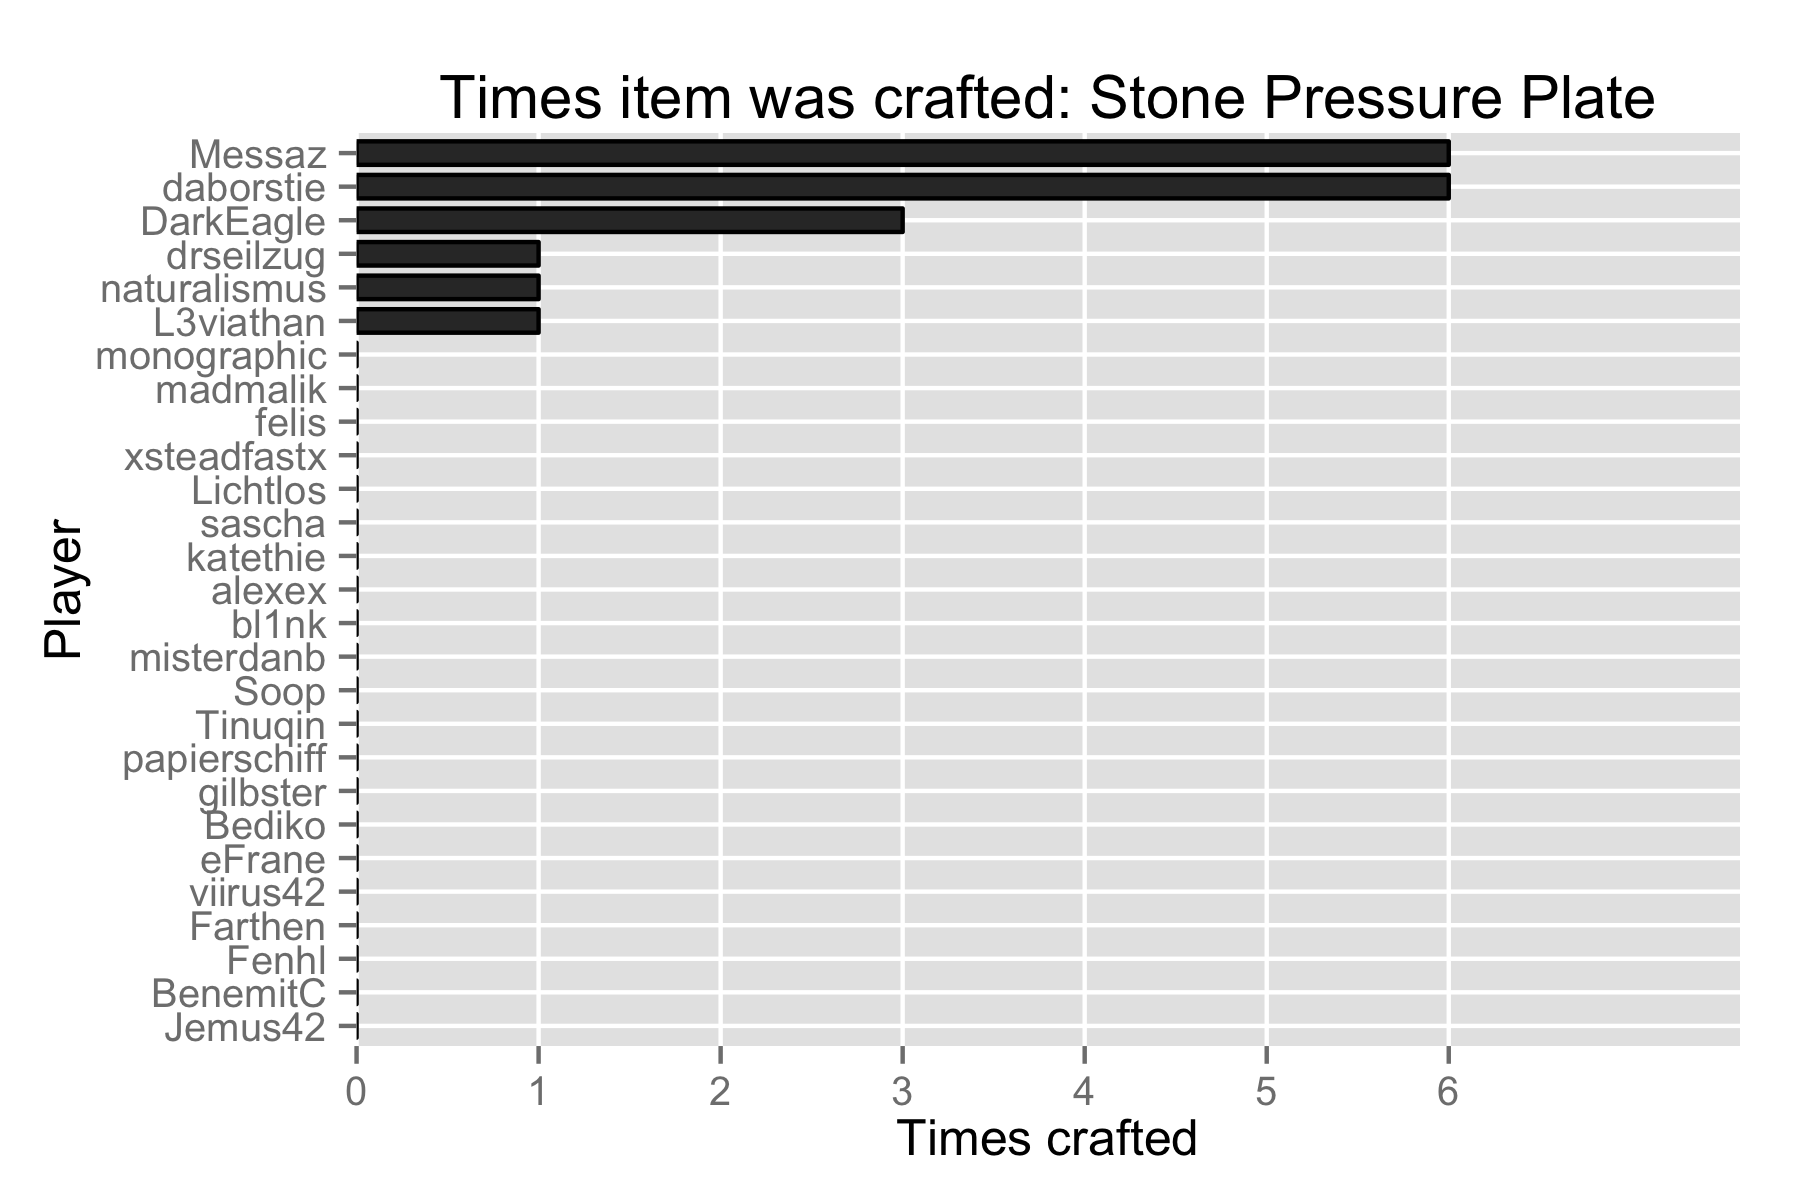 Times item was crafted: Stone Pressure Plate
Messaz
daborstie
DarkEagle
drseilzug
naturalismus
L3viathan
monographic
madmalik
felis
xsteadfastx
Lichtlos
sascha
katethie
alexex
bl1nk
misterdanb
Soop
Tinuqin
papierschiff
gilbster
Bediko
eFrane
viirus42
Farthen
Fenhl
BenemitC
Jemus42
Player
0 1 2 3 4 5 6
Times crafted